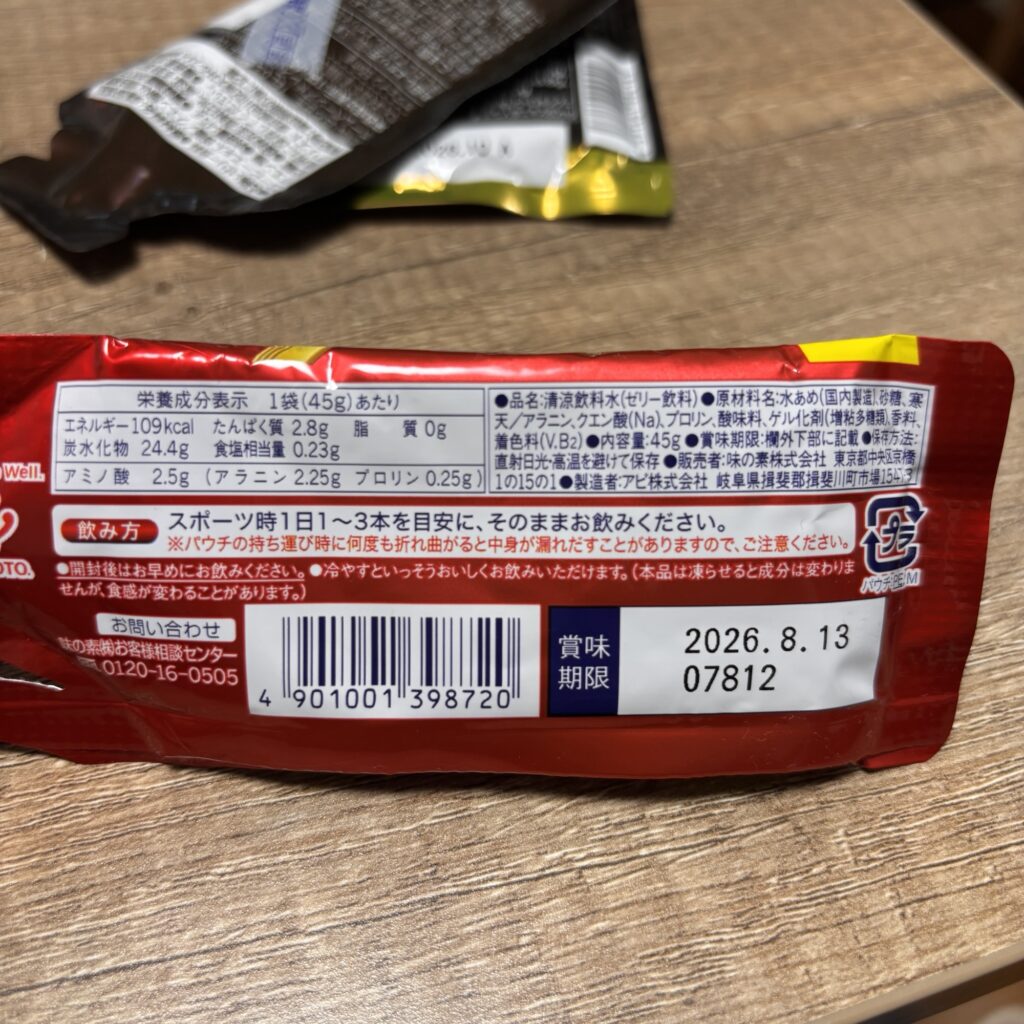 栄養成分表示 1袋(45g)あたり
エネルギー109kcal たんぱく質 2.8g 脂 質 0g
炭水化物 24.4g 食塩相当量 0.23g
アミノ酸 2.5g (アラニン 2.25g プロリン 0.25g)
●品名:清涼飲料水(ゼリー飲料)●原材料名:水あめ(国内製造)、砂糖、寒
天/アラニン、クエン酸(Na)、プロリン、酸味料、ゲル化剤(増粘多糖類)、香料、
着色料(V.B₂)●内容量:45g●賞味期限:欄外下部に記載●保存方法:
直射日光・高温を避けて保存●販売者:味の素株式会社 東京都中央区京橋
1の15の1●製造者:アピ株式会社 岐阜県揖斐郡揖斐川町市場
Well.
OTO.
飲み方 スポーツ時1日1~3本を目安に、そのままお飲みください。
※パウチの持ち運び時に何度も折れ曲がると中身が漏れだすことがありますので、ご注意ください。
プラ
パウチ:PE,M
●開封後はお早めにお飲みください。●冷やすといっそうおいしくお飲みいただけます。(本品は凍らせると成分は変わりま
せんが、食感が変わることがあります。)
お問い合わせ
味の素㈱お客様相談センター
0120-16-0505
4 901001 398720
賞味
期限
2026.8.13
07812